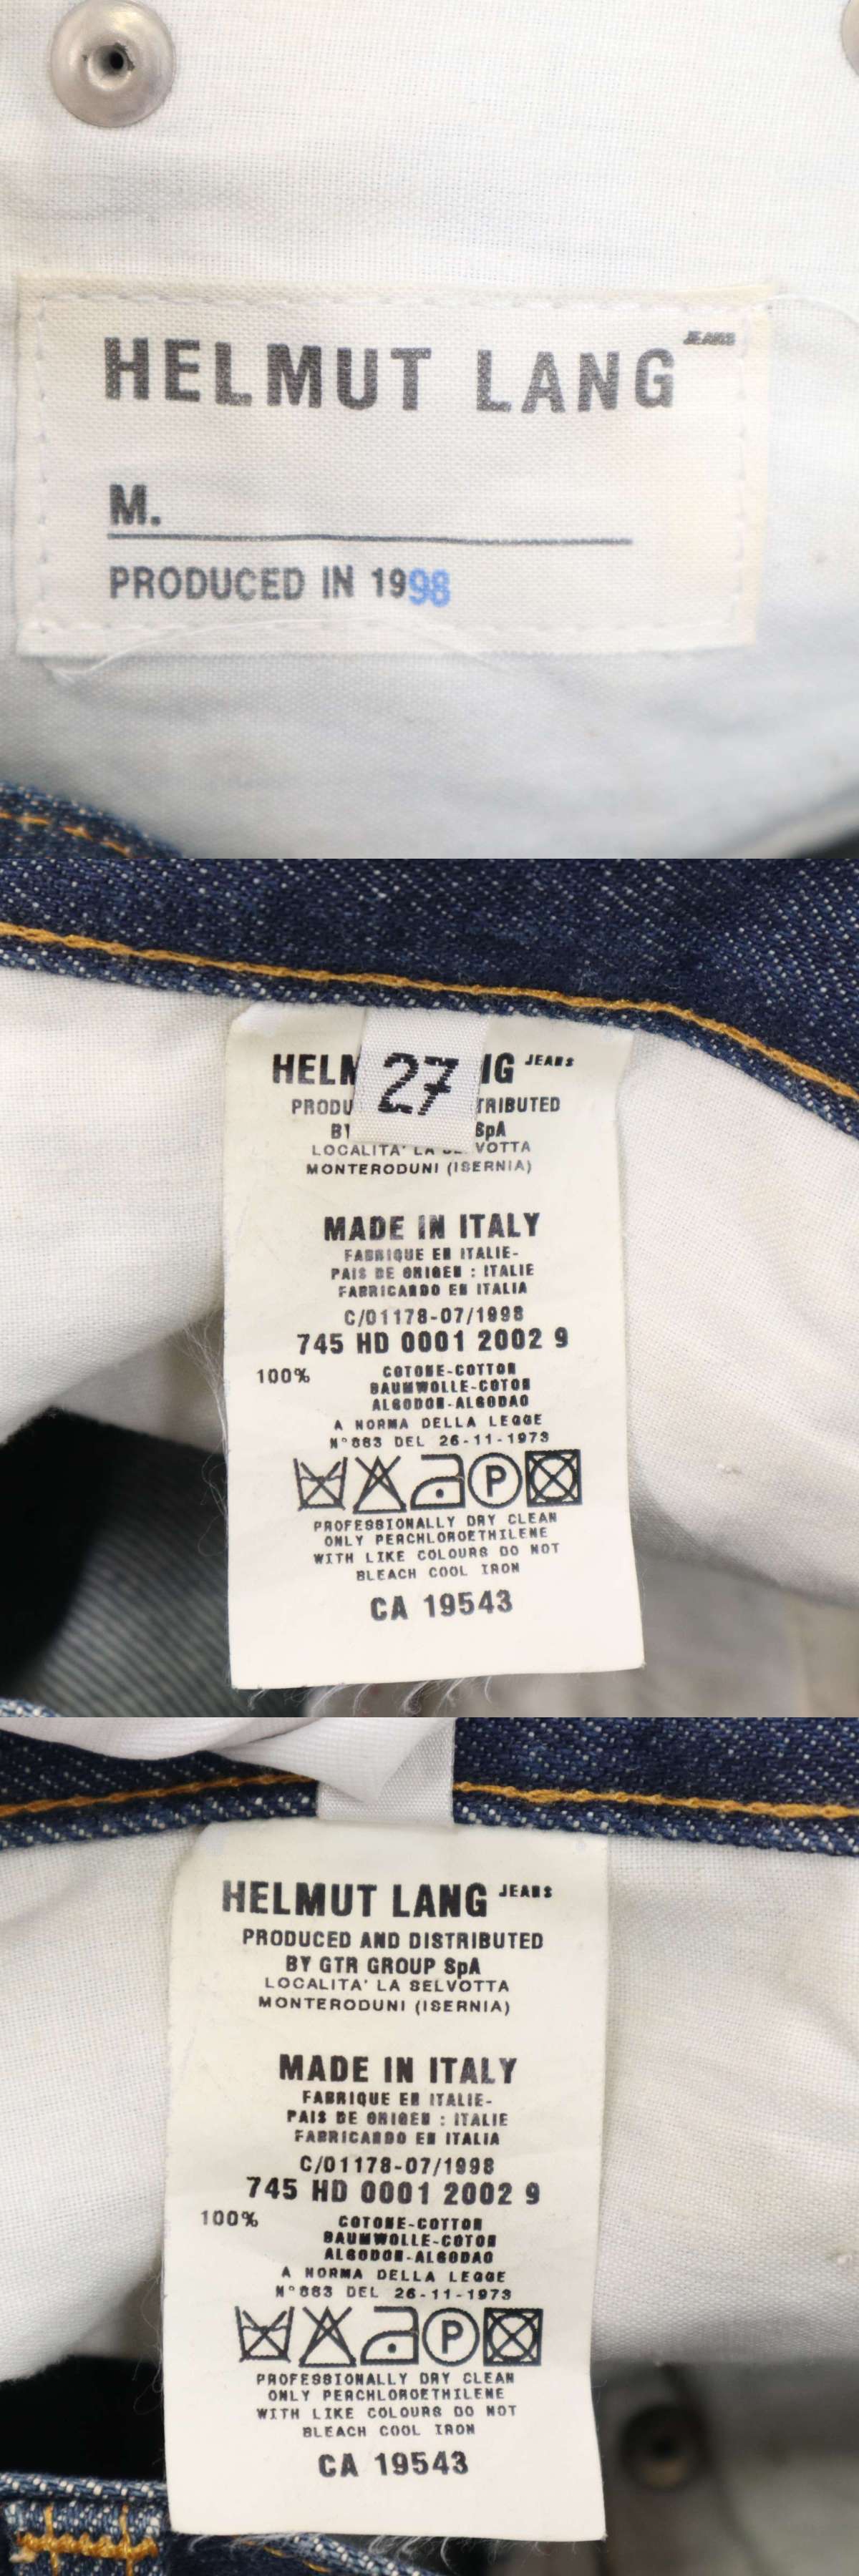 HELMUT LANG JEANS
M.
PRODUCED IN 1998
HELM 27 NG JEANS
PRODU TRIBUTED
BY SpA
LOCALITA' LA VOTTA
MONTERODUNI (ISERNIA)
MADE IN ITALY
FABRIQUE EN ITALIE-
PAIS DE ORIGEN : ITALIE
FABRICANDO EN ITALIA
C/01178-07/1998
745 HD 0001 2002 9
100% COTONE-COTTON
BAUMWOLLE-COTON
ALGODON-ALGODAO
A NORMA DELLA LEGGE
N°883 DEL 26-11-1973
P
PROFESSIONALLY DRY CLEAN
ONLY PERCHLOROETHILENE
WITH LIKE COLOURS DO NOT
BLEACH COOL IRON
CA 19543
HELMUT LANG JEANS
PRODUCED AND DISTRIBUTED
BY GTR GROUP SpA
LOCALITA' LA SELVOTTA
MONTERODUNI (ISERNIA)
MADE IN ITALY
FABRIQUE EN ITALIE-
PAIS DE ORIGEN : ITALIE
FABRICANDO EN ITALIA
C/01178-07/1998
745 HD 0001 2002 9
100% COTONE-COTTON
BAUMWOLLE-COTON
ALGODON-ALGODAO
A NORMA DELLA LEGGE
N°883 DEL 26-11-1973
P
PROFESSIONALLY DRY CLEAN
ONLY PERCHLOROETHILENE
WITH LIKE COLOURS DO NOT
BLEACH COOL IRON
CA 19543